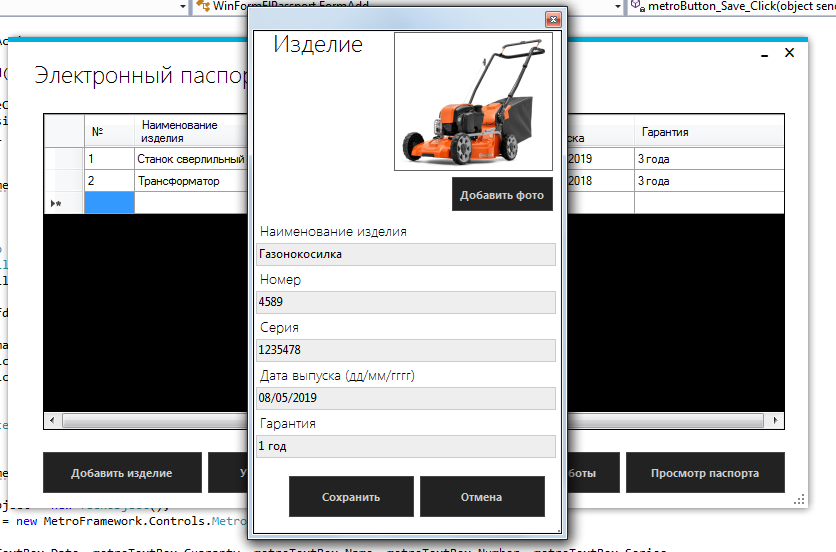 WinFormElPassport.FormAdd
metroButton_Save_Click(object send
Электронный паспор
№
Наименование изделия
ска
Гарантия
1
Станок сверлильный
2019
3 года
2
Трансформатор
2018
3 года
Изделие
Добавить фото
Наименование изделия
Газонокосилка
Номер
4589
Серия
1235478
Дата выпуска (дд/мм/гггг)
08/05/2019
Гарантия
1 год
Сохранить
Отмена
Добавить изделие
У
боты
Просмотр паспорта
= new MetroFramework.Controls.Metro